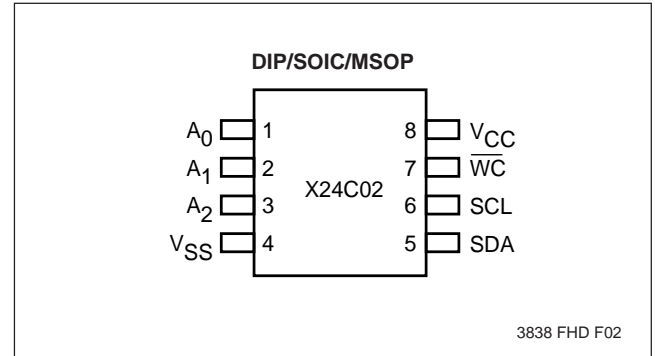 DIP/SOIC/MSOP
A0 1 8 VCC
A1 2 7 W̅C̅
X24C02
A2 3 6 SCL
VSS 4 5 SDA
3838 FHD F02